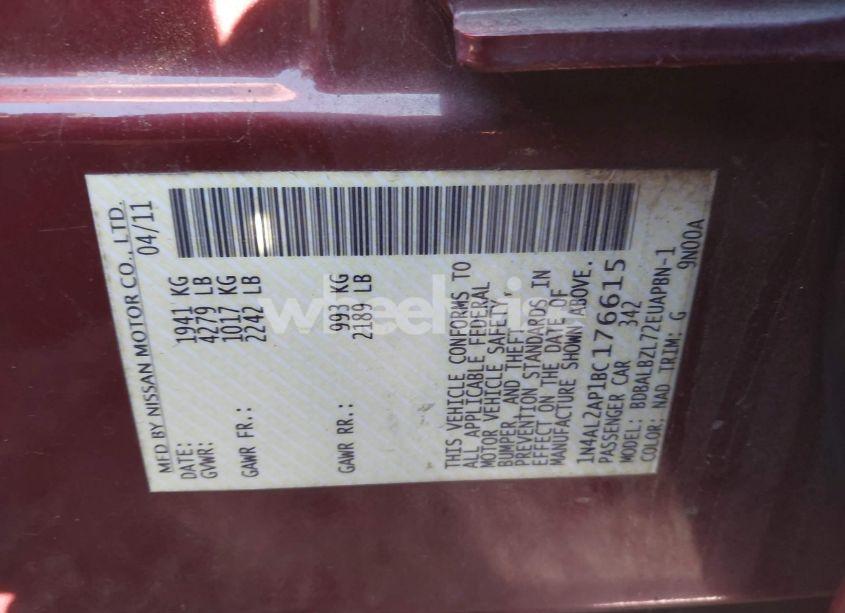 MFD BY NISSAN MOTOR CO., LTD.
DATE: 04/11
GVWR: 1941 KG
4279 LB
GAWR FR.: 1017 KG
2242 LB
GAWR RR.: 993 KG
2189 LB
THIS VEHICLE CONFORMS TO
ALL APPLICABLE FEDERAL
MOTOR VEHICLE SAFETY,
BUMPER, AND THEFT
PREVENTION STANDARDS IN
EFFECT ON THE DATE OF
MANUFACTURE SHOWN ABOVE.
1N4AL2AP1BC176615
PASSENGER CAR 342
MODEL: BDBALBZL72EUAPBN-1
COLOR: NAD TRIM: G 9N00A